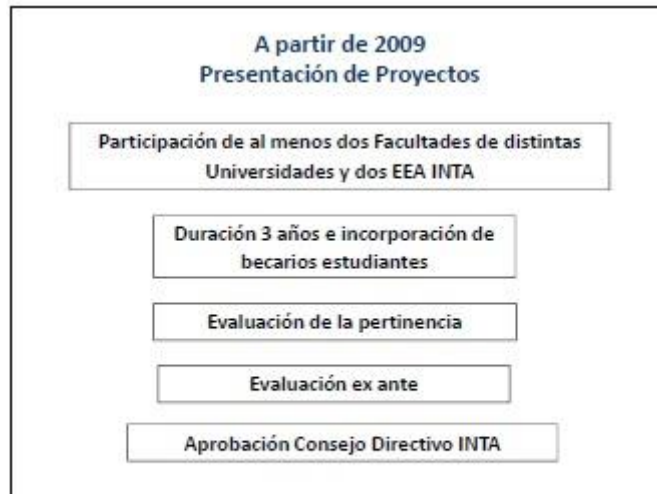 A partir de 2009
Presentación de Proyectos
Participación de al menos dos Facultades de distintas
Universidades y dos EEA INTA
Duración 3 años e incorporación de
becarios estudiantes
Evaluación de la pertinencia
Evaluación ex ante
Aprobación Consejo Directivo INTA